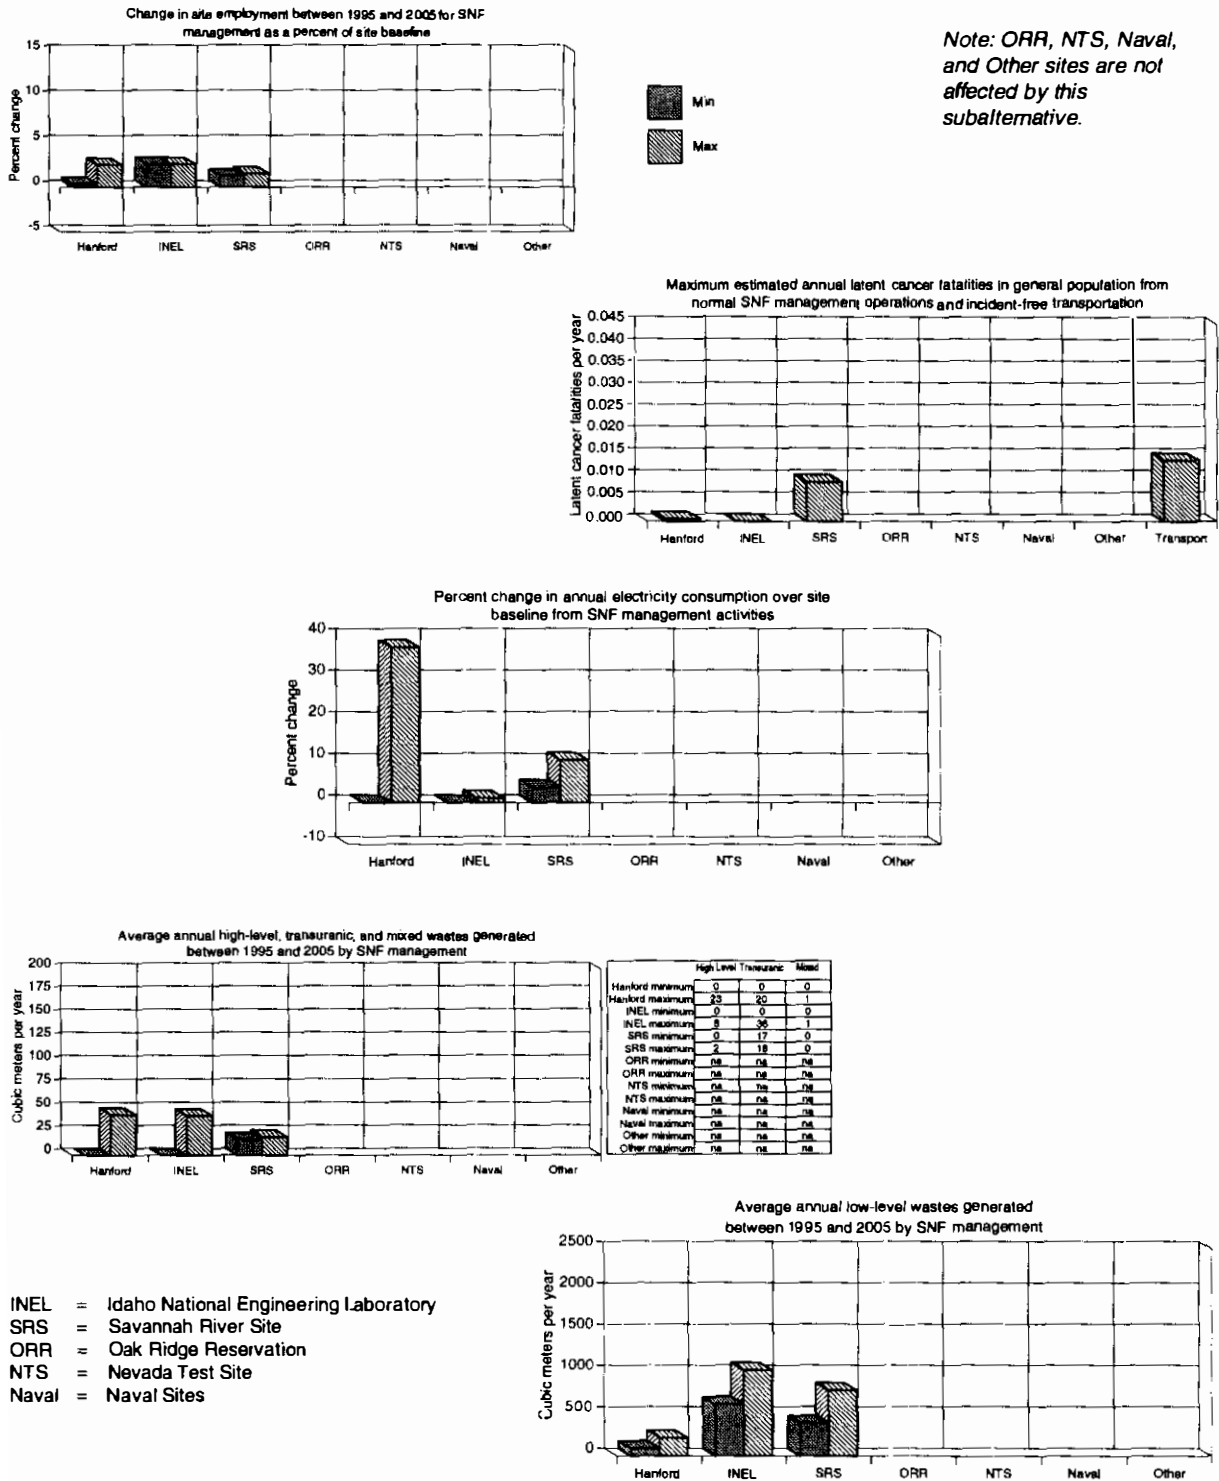 Change in site employment between 1995 and 2005 for SNF
management as a percent of site baseline
15
10
5
0
-5
Percent change
Hanford INEL SRS ORR NTS Naval Other
Min
Max
Note: ORR, NTS, Naval,
and Other sites are not
affected by this
subalternative.
Maximum estimated annual latent cancer fatalities in general population from
normal SNF management operations and incident-free transportation
0.045
0.040
0.035
0.030
0.025
0.020
0.015
0.010
0.005
0.000
Latent cancer fatalities per year
Hanford INEL SRS ORR NTS Naval Other Transport
Percent change in annual electricity consumption over site
baseline from SNF management activities
40
30
20
10
0
-10
Percent change
Hanford INEL SRS ORR NTS Naval Other
Average annual high-level, transuranic, and mixed wastes generated
between 1995 and 2005 by SNF management
200
175
150
125
100
75
50
25
0
Cubic meters per year
Hanford INEL SRS ORR NTS Naval Other
High Level Transuranic Mixed
Hanford minimum 0 0 0
Hanford maximum 23 20 1
INEL minimum 0 0 0
INEL maximum 8 36 1
SRS minimum 0 17 0
SRS maximum 2 18 0
ORR minimum na na na
ORR maximum na na na
NTS minimum na na na
NTS maximum na na na
Naval minimum na na na
Naval maximum na na na
Other minimum na na na
Other maximum na na na
Average annual low-level wastes generated
between 1995 and 2005 by SNF management
2500
2000
1500
1000
500
0
Cubic meters per year
Hanford INEL SRS ORR NTS Naval Other
INEL = Idaho National Engineering Laboratory
SRS = Savannah River Site
ORR = Oak Ridge Reservation
NTS = Nevada Test Site
Naval = Naval Sites